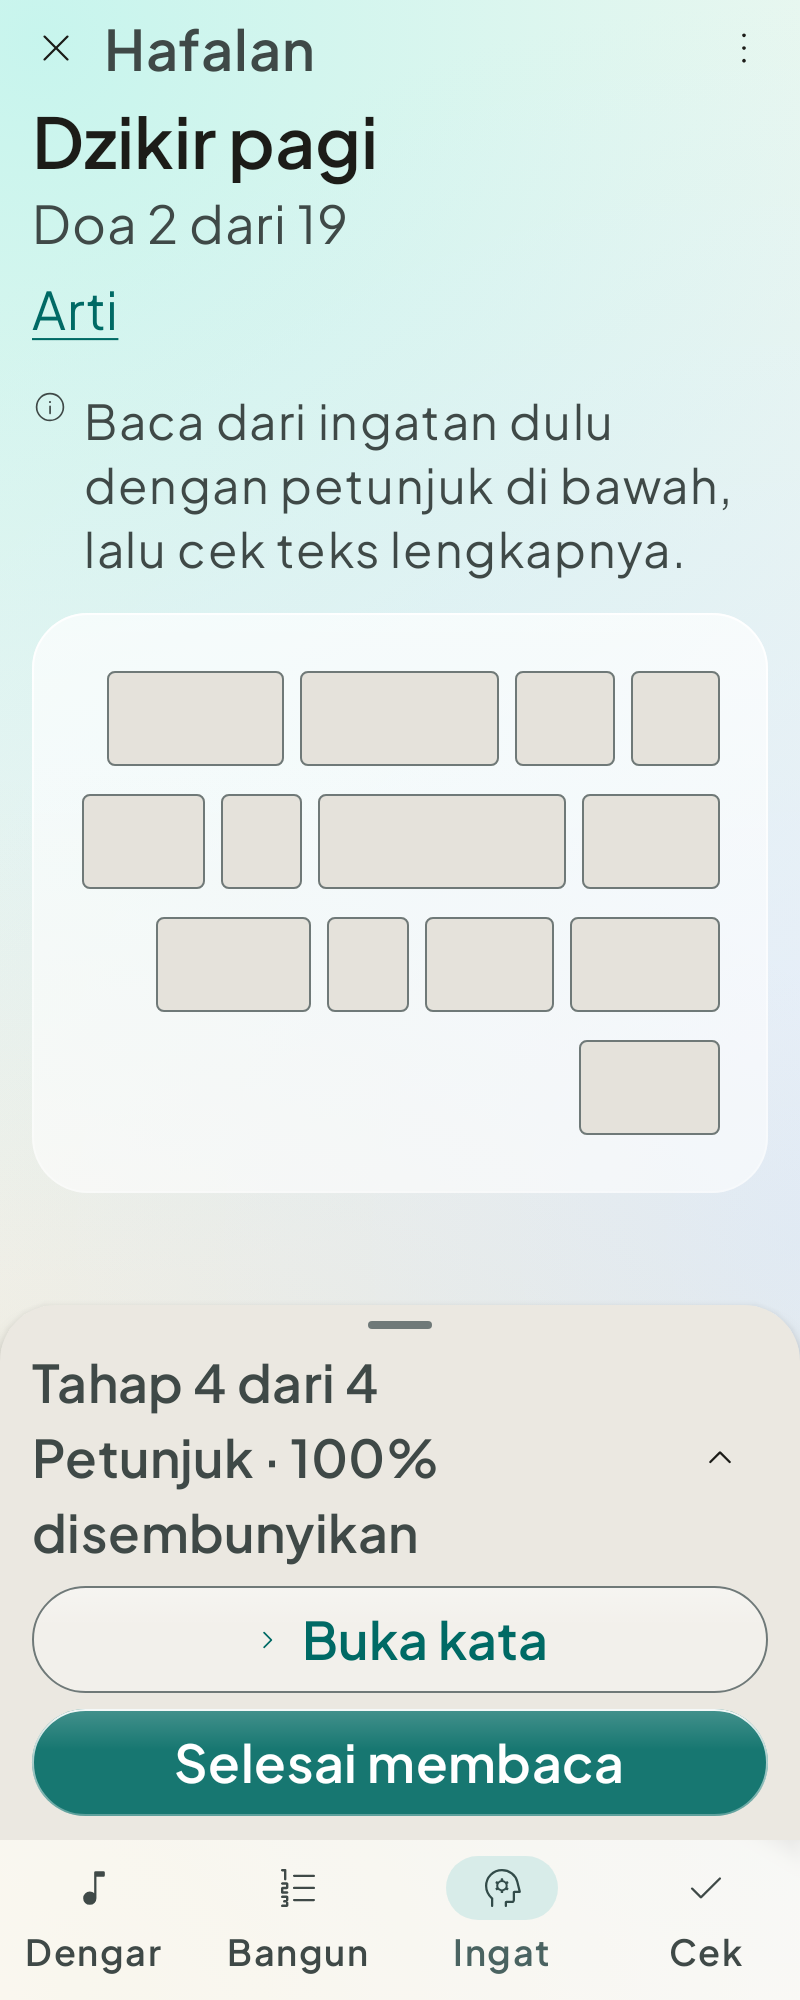 Hafalan
Dzikir pagi
Doa 2 dari 19
Arti
Baca dari ingatan dulu
dengan petunjuk di bawah,
lalu cek teks lengkapnya.
Tahap 4 dari 4
Petunjuk · 100%
disembunyikan
Buka kata
Selesai membaca
Dengar
Bangun
Ingat
Cek